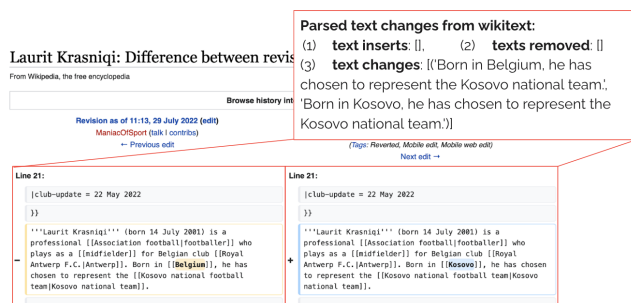 Parsed text changes from wikitext:
(1) text inserts: [], (2) texts removed: []
(3) text changes: [('Born in Belgium, he has
chosen to represent the Kosovo national team.',
'Born in Kosovo, he has chosen to represent the
Kosovo national team.')]
Laurit Krasniqi: Difference between revis
From Wikipedia, the free encyclopedia
Browse history int
Revision as of 11:13, 29 July 2022 (edit)
ManiacOfSport (talk | contribs)
← Previous edit
(Tags: Reverted, Mobile edit, Mobile web edit)
Next edit →
Line 21:
|club-update = 22 May 2022
}}
− '''Laurit Krasniqi''' (born 14 July 2001) is a
professional [[Association football|footballer]] who
plays as a [[midfielder]] for Belgian club [[Royal
Antwerp F.C.|Antwerp]]. Born in [[Belgium]], he has
chosen to represent the [[Kosovo national football
team|Kosovo national team]].
Line 21:
|club-update = 22 May 2022
}}
+ '''Laurit Krasniqi''' (born 14 July 2001) is a
professional [[Association football|footballer]] who
plays as a [[midfielder]] for Belgian club [[Royal
Antwerp F.C.|Antwerp]]. Born in [[Kosovo]], he has chosen
to represent the [[Kosovo national football team|Kosovo
national team]].